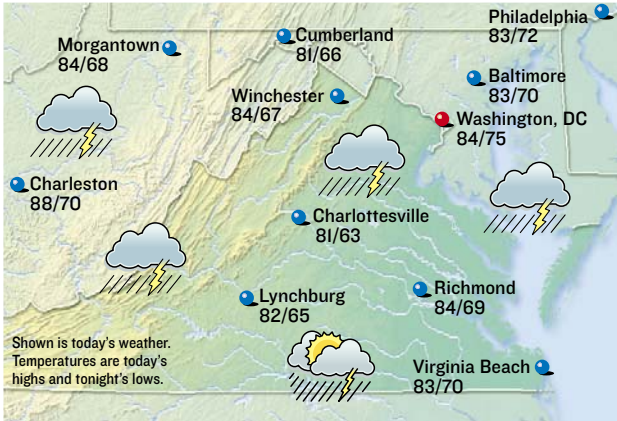 Philadelphia
83/72
Morgantown
84/68
Cumberland
81/66
Baltimore
83/70
Winchester
84/67
Washington, DC
84/75
Charleston
88/70
Charlottesville
81/63
Lynchburg
82/65
Richmond
84/69
Shown is today's weather.
Temperatures are today's
highs and tonight's lows.
Virginia Beach
83/70